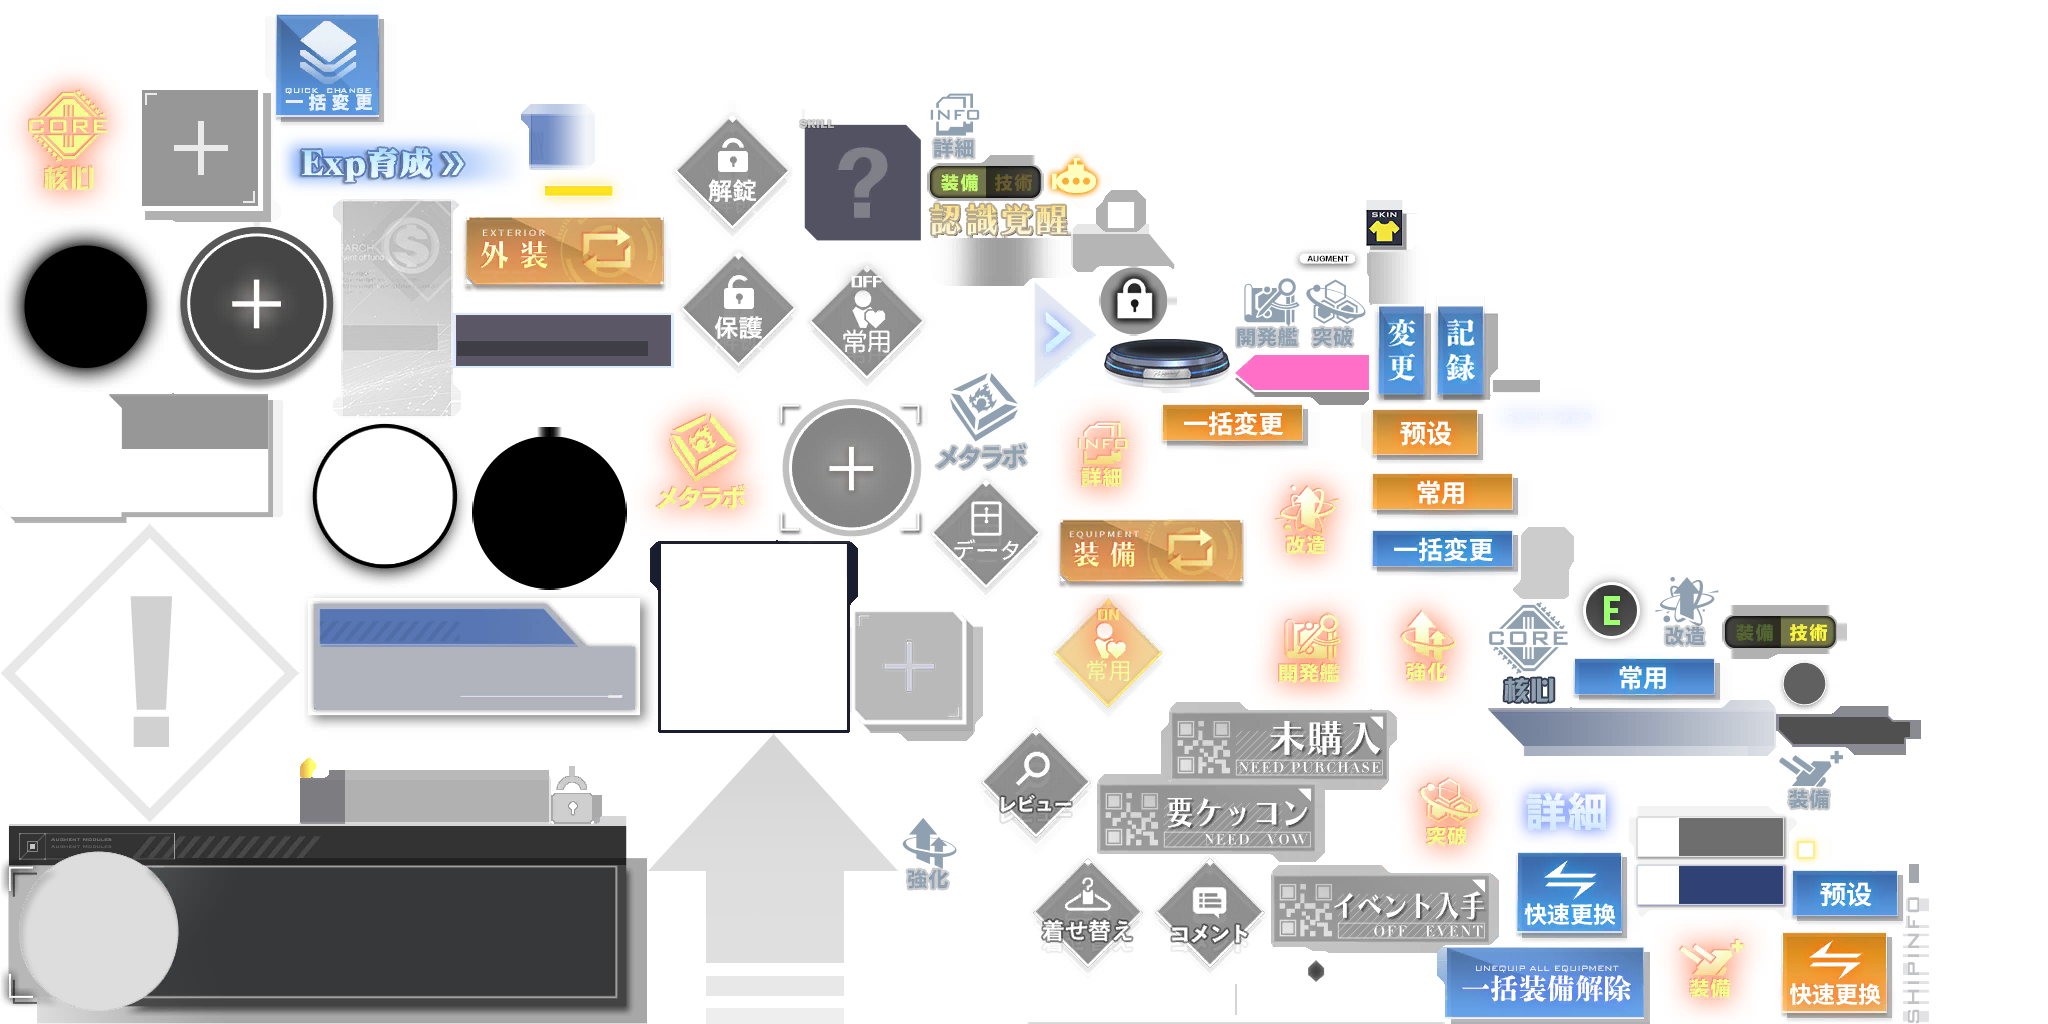 QUICK CHANGE
一括変更
CORE
核心
Exp育成
解錠
SKILL
?
INFO
詳細
装備 技術
認識覚醒
EXTERIOR
外装
保護
OFF
常用
SKIN
AUGMENT
開発艦
突破
変更
記録
メタラボ
メタラボ
INFO
詳細
一括変更
预设
常用
一括変更
データ
EQUIPMENT
装備
改造
ON
常用
開発艦
強化
CORE
核心
E
改造
装備 技術
常用
未購入
NEED PURCHASE
レビュー
要ケッコン
NEED VOW
突破
詳細
装備
AUGMENT MODULES
AUGMENT MODULES
強化
着せ替え
コメント
イベント入手
OFF EVENT
快速更换
预设
UNEQUIP ALL EQUIPMENT
一括装備解除
装備
快速更换
SHIPINFO